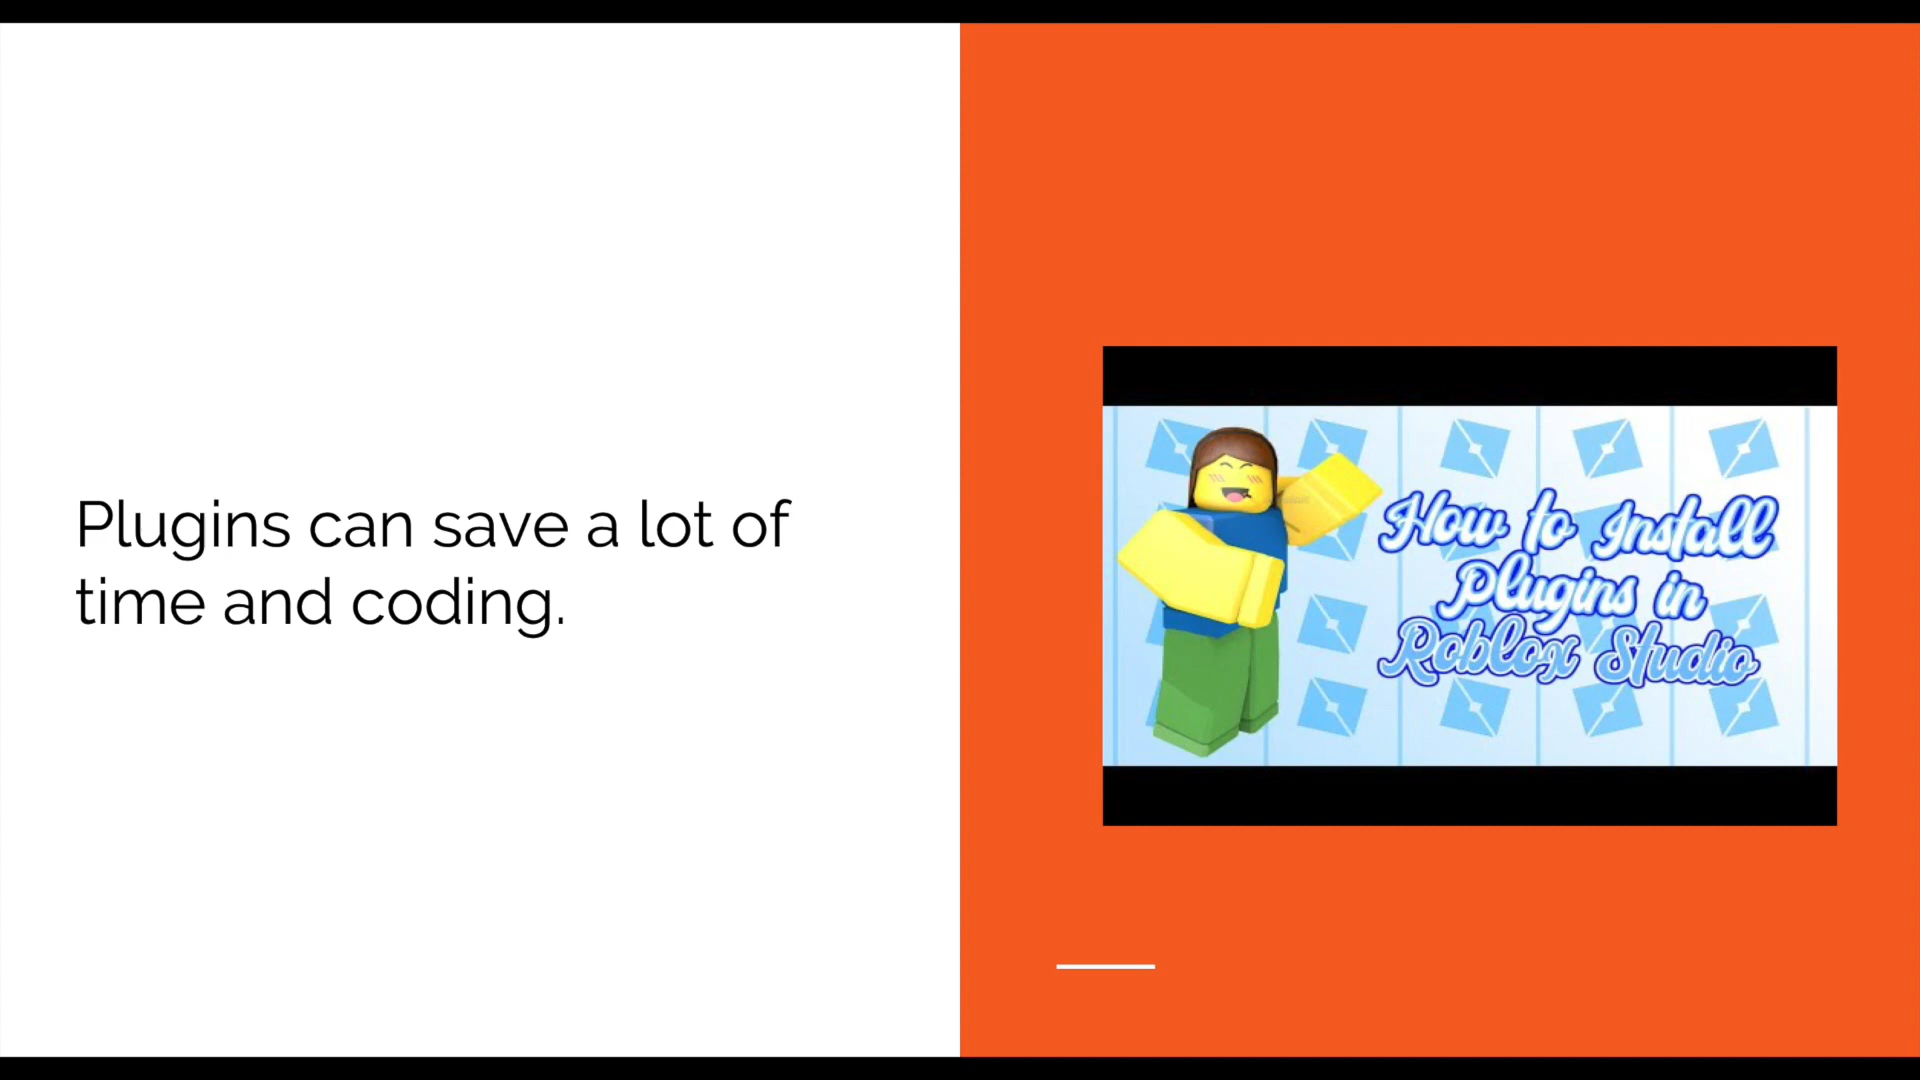 Plugins can save a lot of
time and coding.
How to Install
Plugins in
Roblox Studio